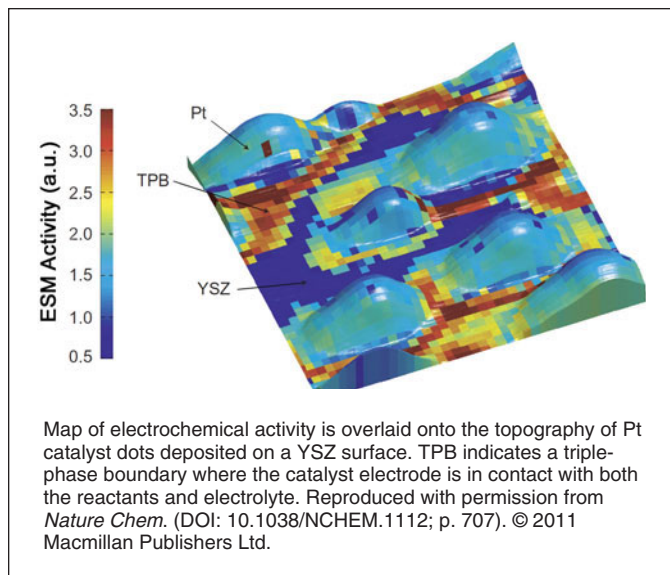 3.5
3.0
2.5
2.0
1.5
1.0
0.5
ESM Activity (a.u.)
Pt
TPB
YSZ
Map of electrochemical activity is overlaid onto the topography of Pt
catalyst dots deposited on a YSZ surface. TPB indicates a triple-
phase boundary where the catalyst electrode is in contact with both
the reactants and electrolyte. Reproduced with permission from
Nature Chem. (DOI: 10.1038/NCHEM.1112; p. 707). © 2011
Macmillan Publishers Ltd.